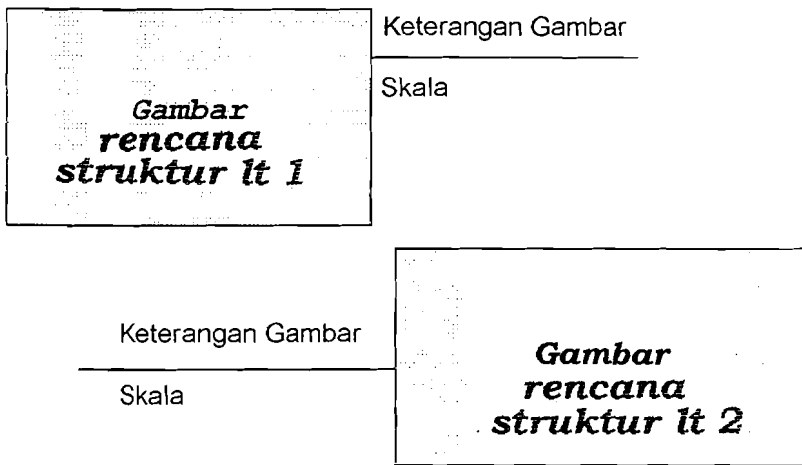 Keterangan Gambar
Skala
Gambar
rencana
struktur lt 1
Keterangan Gambar
Skala
Gambar
rencana
struktur lt 2